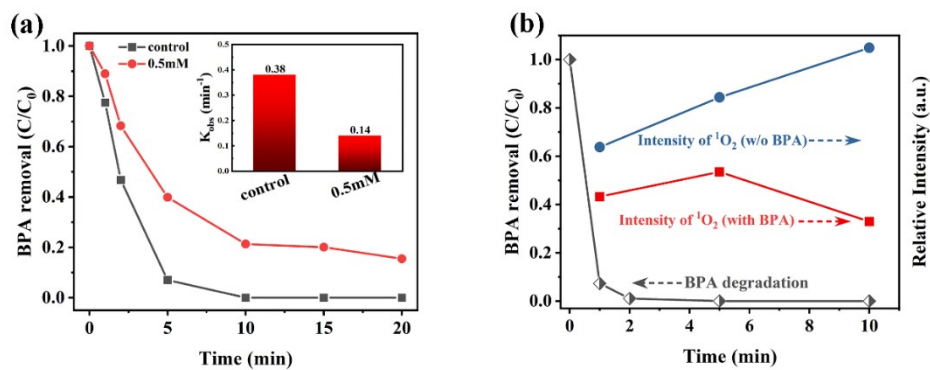 (a)
BPA removal (C/C0)
1.0
0.8
0.6
0.4
0.2
0.0
control
0.5mM
Kobs (min-1)
0.5
0.4
0.3
0.2
0.1
0.0
0.38
0.14
control
0.5mM
0
5
10
15
20
Time (min)
(b)
BPA removal (C/C0)
1.0
0.8
0.6
0.4
0.2
0.0
Intensity of 1O2 (w/o BPA)
Intensity of 1O2 (with BPA)
BPA degradation
0
2
4
6
8
10
Time (min)
Relative Intensity (a.u.)